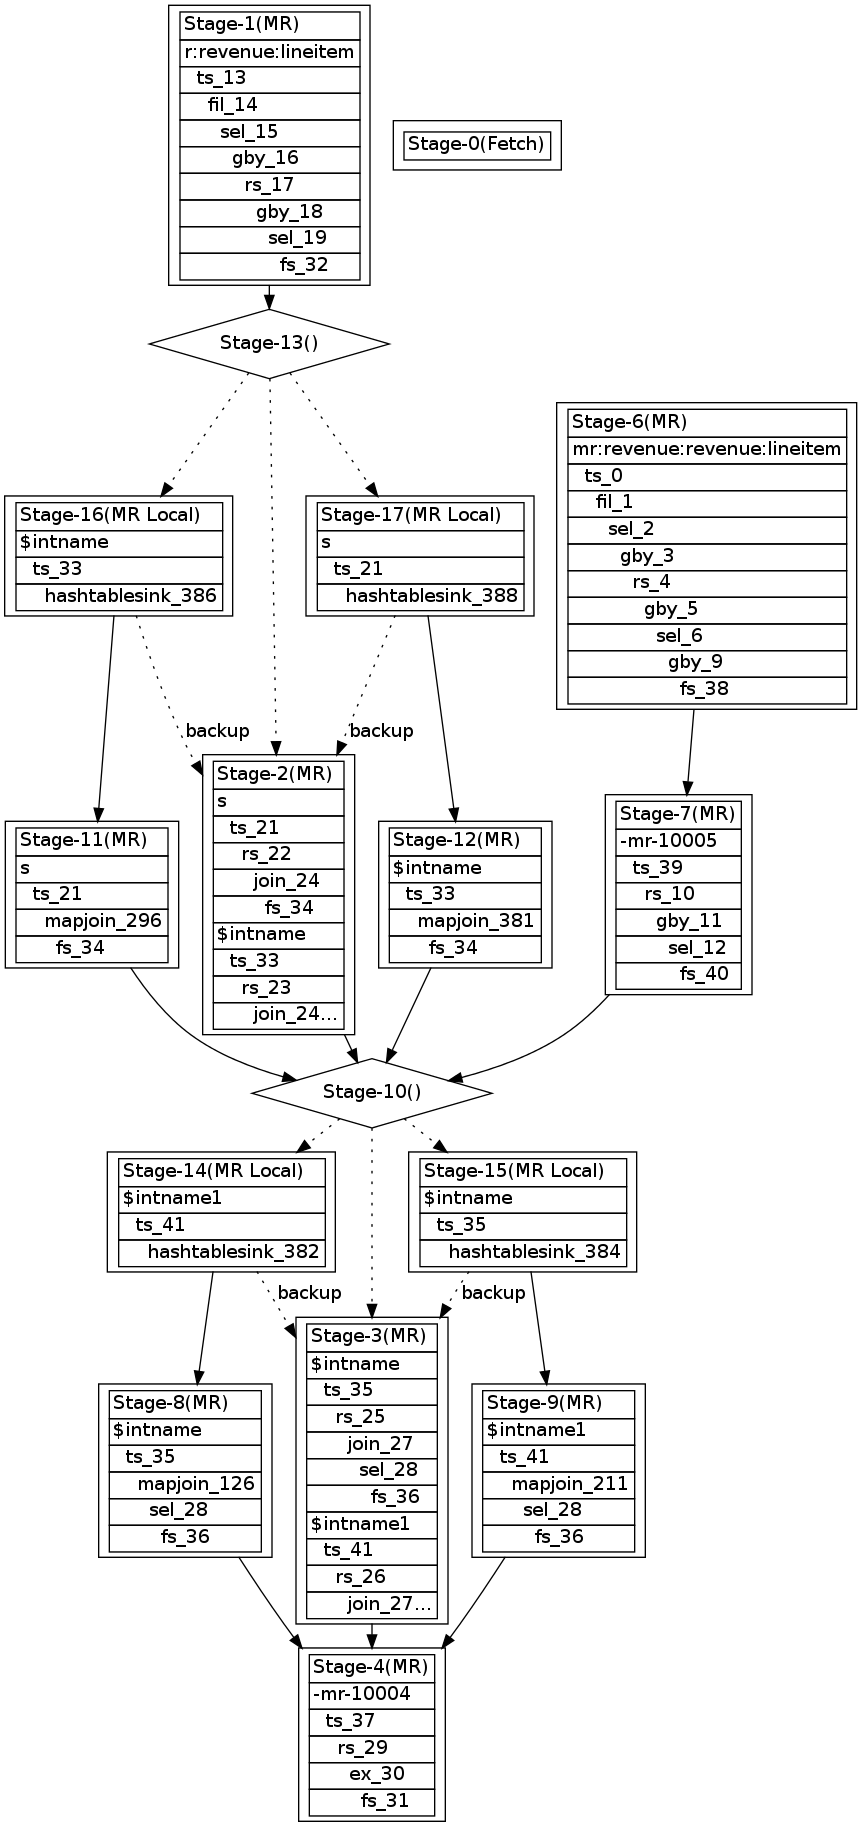 Stage-1(MR)
r:revenue:lineitem
ts_13
fil_14
sel_15
gby_16
rs_17
gby_18
sel_19
fs_32
Stage-0(Fetch)
Stage-13()
Stage-6(MR)
mr:revenue:revenue:lineitem
ts_0
fil_1
sel_2
gby_3
rs_4
gby_5
sel_6
gby_9
fs_38
Stage-16(MR Local)
$intname
ts_33
hashtablesink_386
Stage-17(MR Local)
s
ts_21
hashtablesink_388
backup
backup
Stage-11(MR)
s
ts_21
mapjoin_296
fs_34
Stage-2(MR)
s
ts_21
rs_22
join_24
fs_34
$intname
ts_33
rs_23
join_24...
Stage-12(MR)
$intname
ts_33
mapjoin_381
fs_34
Stage-7(MR)
-mr-10005
ts_39
rs_10
gby_11
sel_12
fs_40
Stage-10()
Stage-14(MR Local)
$intname1
ts_41
hashtablesink_382
Stage-15(MR Local)
$intname
ts_35
hashtablesink_384
backup
backup
Stage-8(MR)
$intname
ts_35
mapjoin_126
sel_28
fs_36
Stage-3(MR)
$intname
ts_35
rs_25
join_27
sel_28
fs_36
$intname1
ts_41
rs_26
join_27...
Stage-9(MR)
$intname1
ts_41
mapjoin_211
sel_28
fs_36
Stage-4(MR)
-mr-10004
ts_37
rs_29
ex_30
fs_31